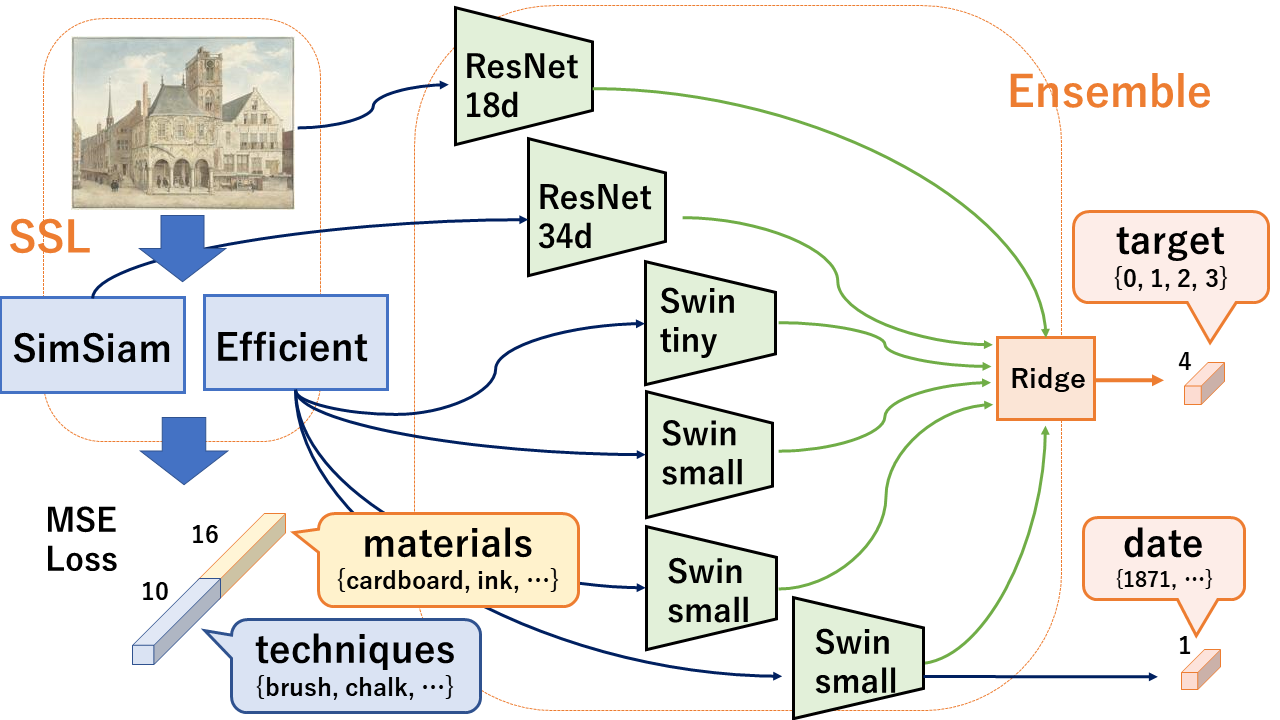 SSL
SimSiam
Efficient
MSE
Loss
16
10
materials
{cardboard, ink, ⋯}
techniques
{brush, chalk, ⋯}
ResNet
18d
ResNet
34d
Swin
tiny
Swin
small
Swin
small
Swin
small
Ensemble
Ridge
target
{0, 1, 2, 3}
4
date
{1871, ⋯}
1